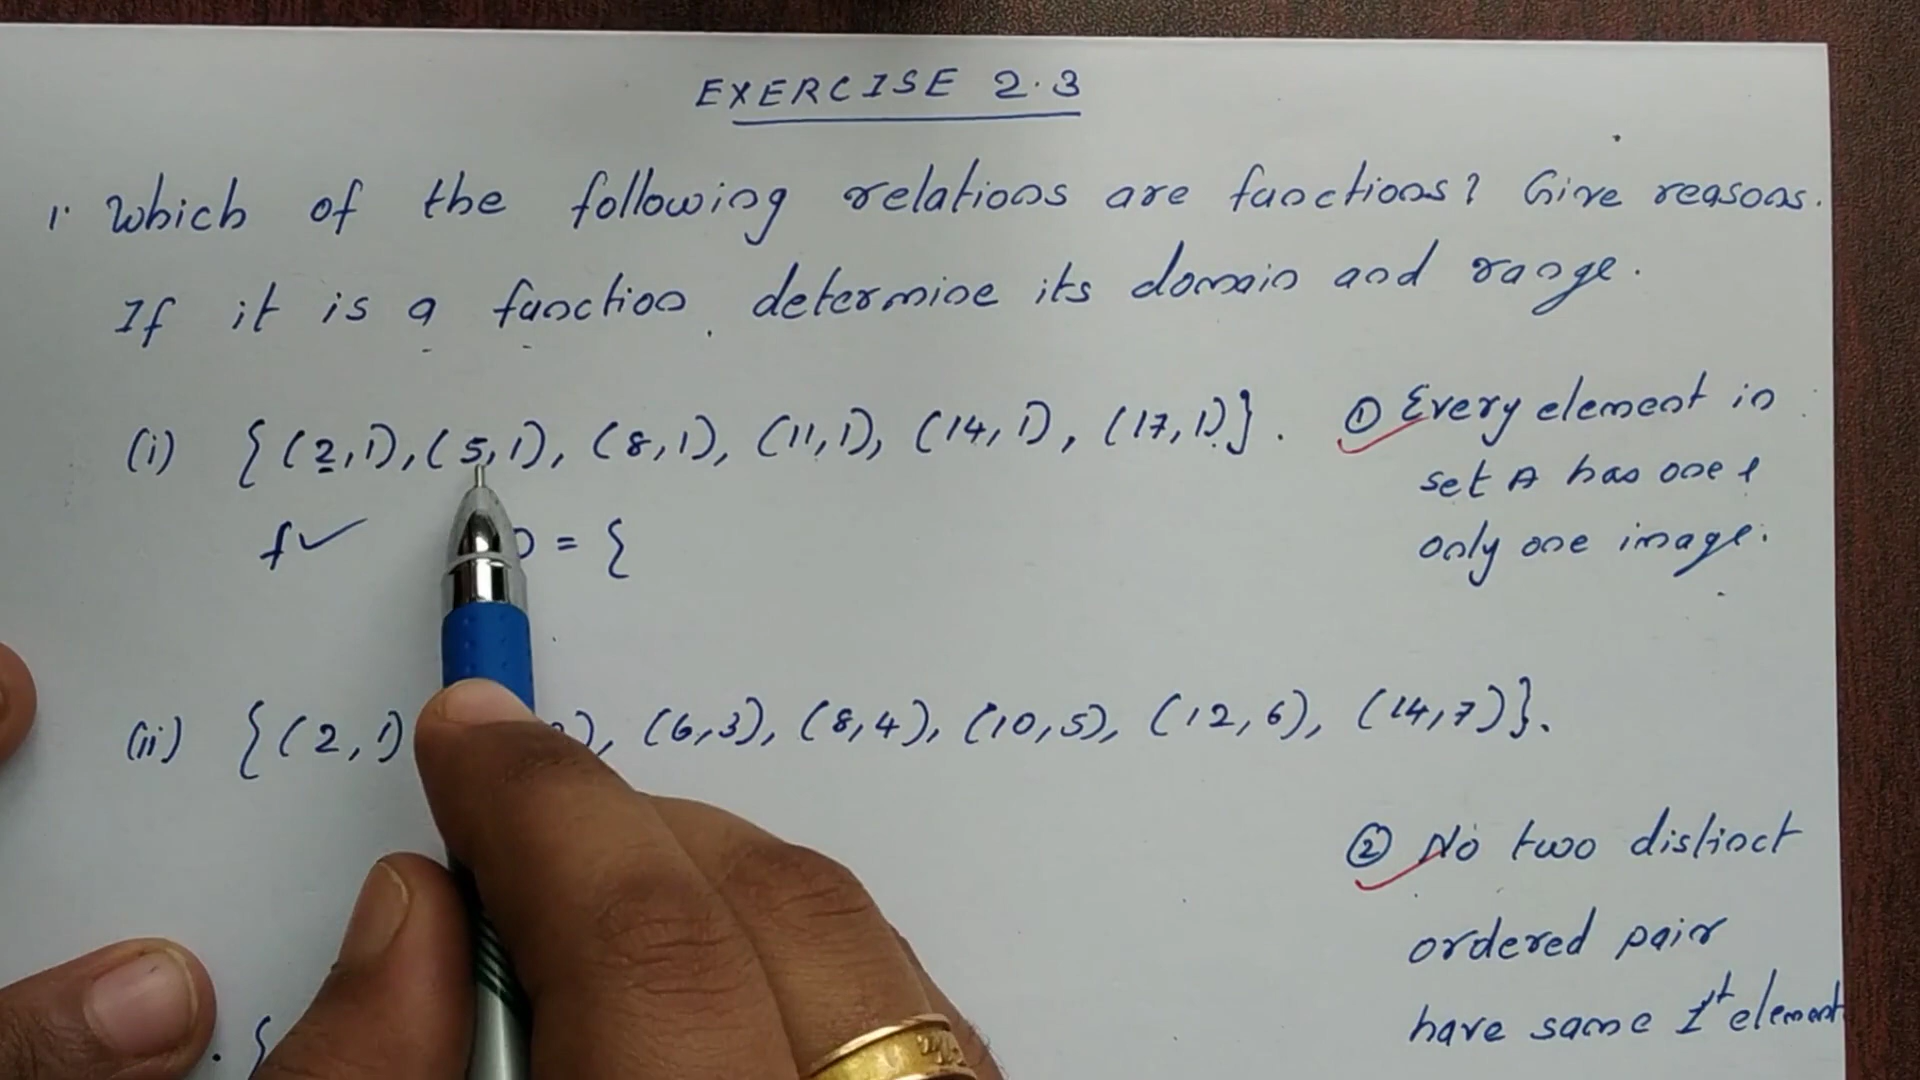 EXERCISE 2.3
1. Which of the following relations are functions? Give reasons.
If it is a function, determine its domain and range.
(i) {(2,1),(5,1),(8,1),(11,1),(14,1),(17,1)}.
① Every element in
set A has one &
only one image.
f✓ D = {
(ii) {(2,1) 2), (6,3), (8,4), (10,5), (12,6), (14,7)}.
② No two distinct
ordered pair
have same 1st element
{